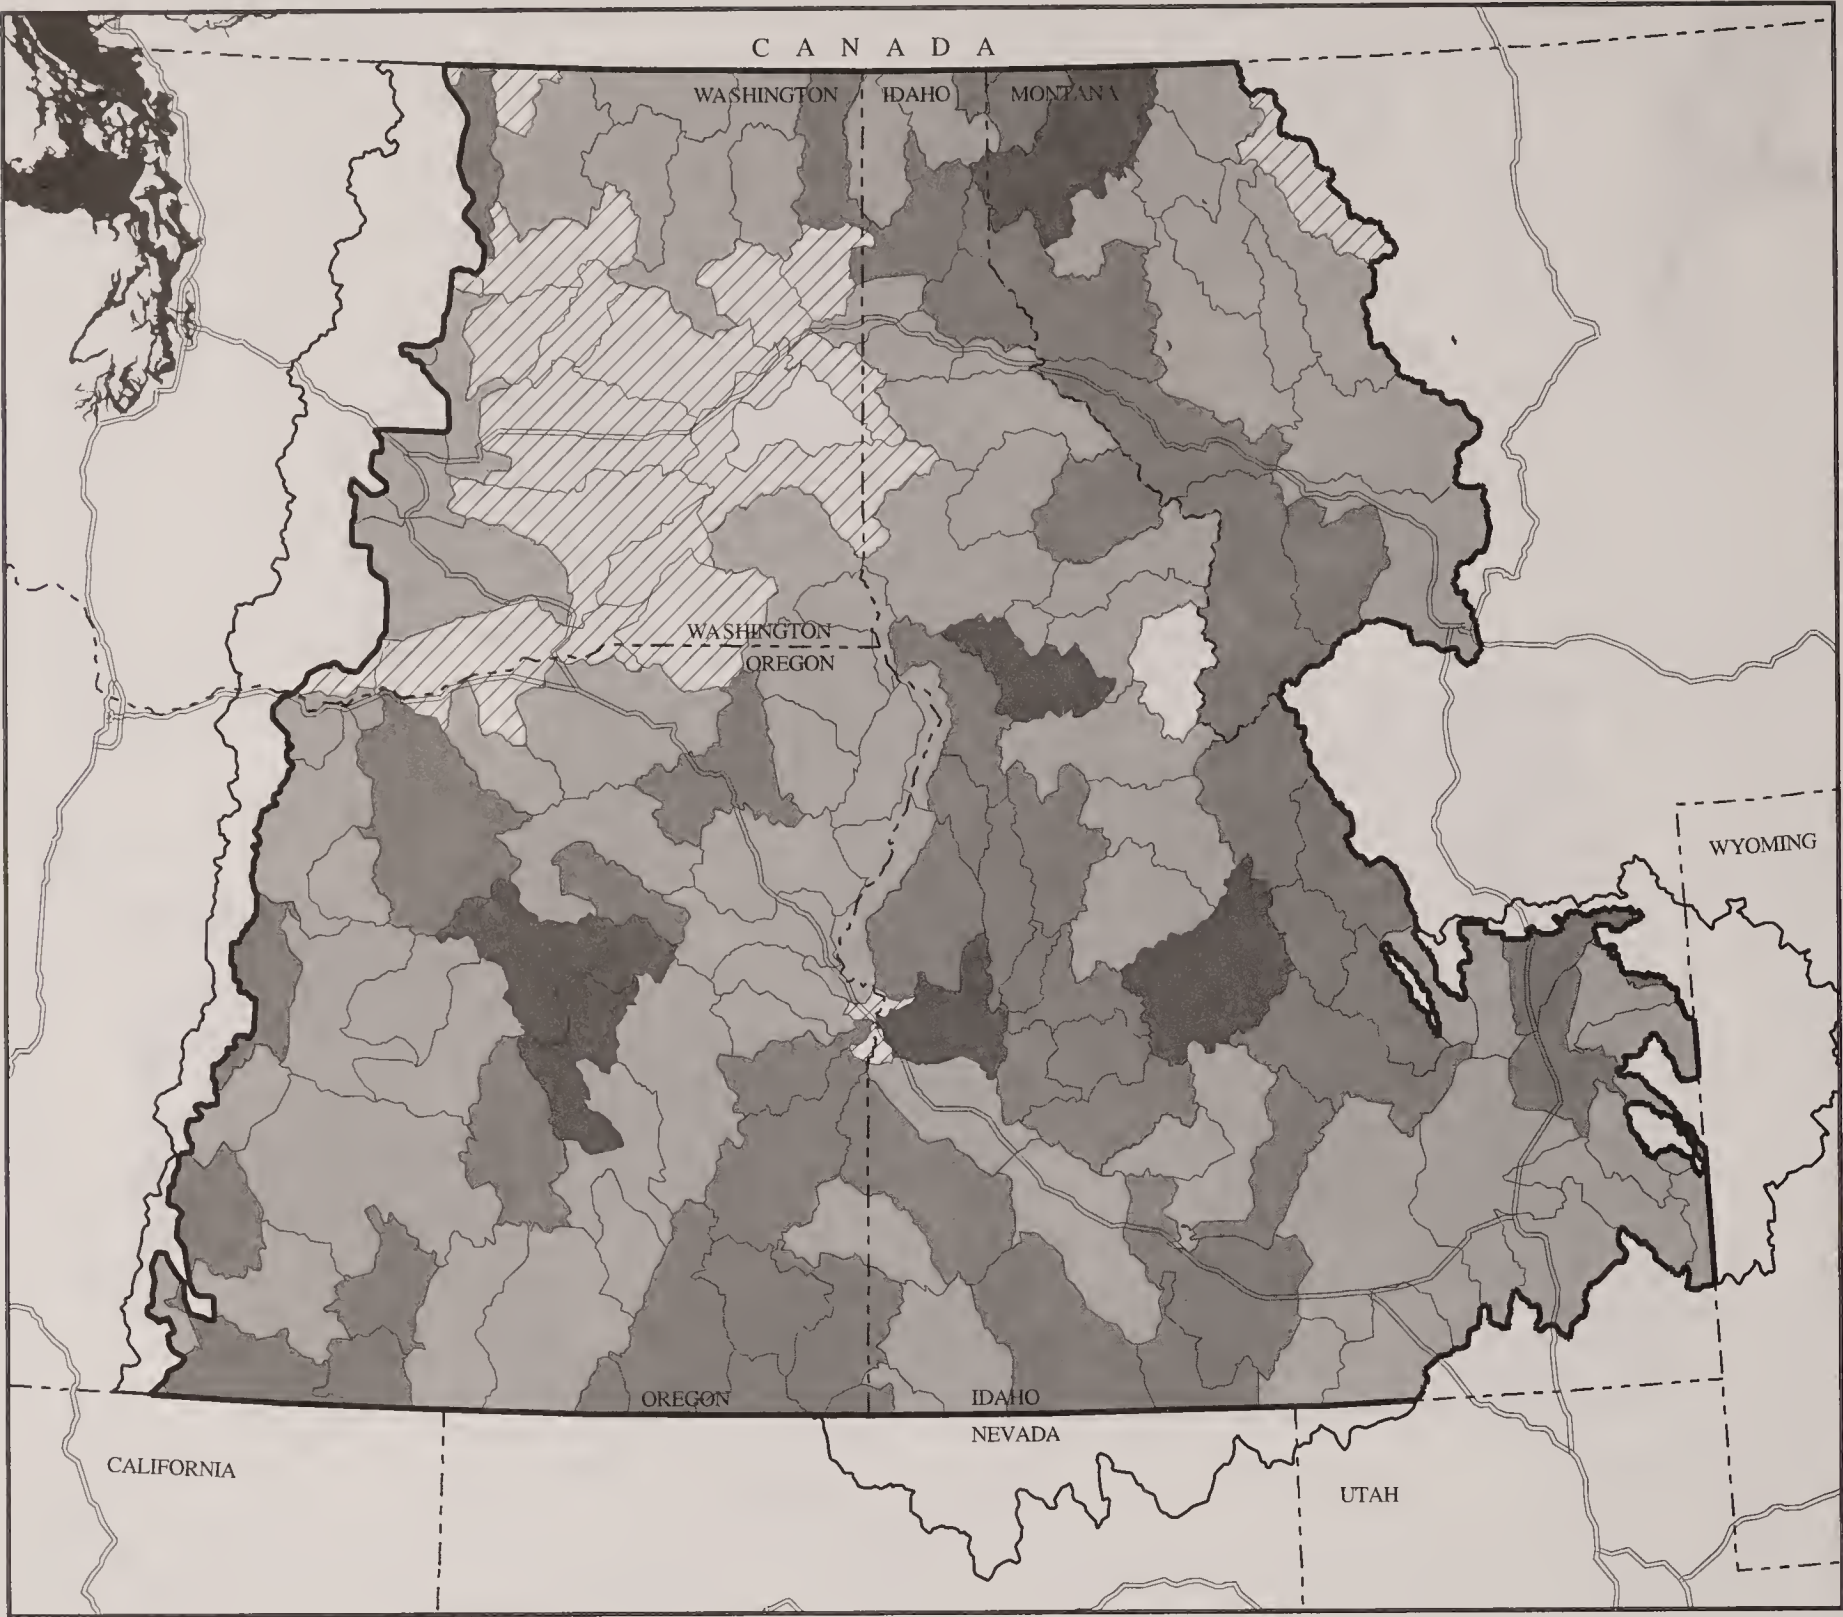 CANADA
WASHINGTON
IDAHO
MONTANA
WASHINGTON
OREGON
WYOMING
OREGON
IDAHO
NEVADA
CALIFORNIA
UTAH